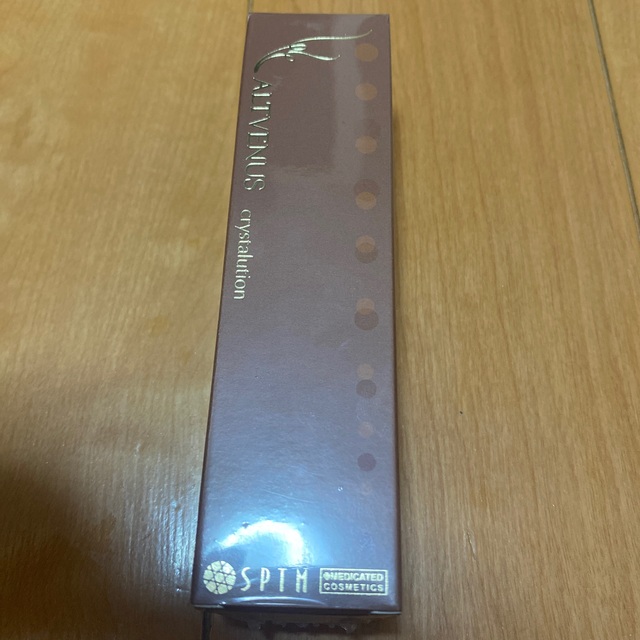 ALTVENUS
crystalution
SPTM
MEDICATED
COSMETICS